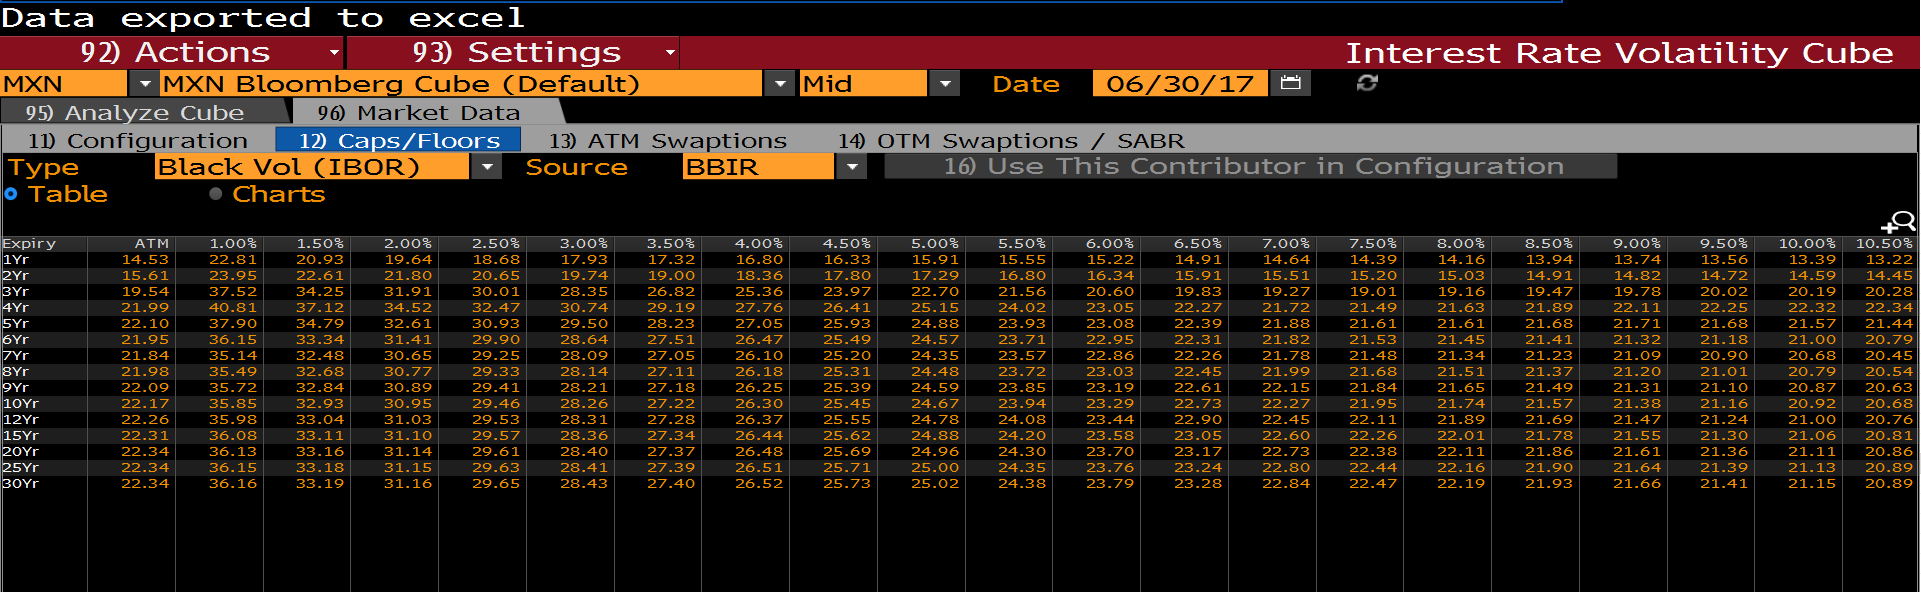 Data exported to excel
92) Actions 93) Settings Interest Rate Volatility Cube
MXN MXN Bloomberg Cube (Default) Mid Date 06/30/17
95) Analyze Cube 96) Market Data
11) Configuration 12) Caps/Floors 13) ATM Swaptions 14) OTM Swaptions / SABR
Type Black Vol (IBOR) Source BBIR 16) Use This Contributor in Configuration
Table Charts
Expiry ATM 1.00% 1.50% 2.00% 2.50% 3.00% 3.50% 4.00% 4.50% 5.00% 5.50% 6.00% 6.50% 7.00% 7.50% 8.00% 8.50% 9.00% 9.50% 10.00% 10.50%
1Yr 14.53 22.81 20.93 19.64 18.68 17.93 17.32 16.80 16.33 15.91 15.55 15.22 14.91 14.64 14.39 14.16 13.94 13.74 13.56 13.39 13.22
2Yr 15.61 23.95 22.61 21.80 20.65 19.74 19.00 18.36 17.80 17.29 16.80 16.34 15.91 15.51 15.20 15.03 14.91 14.82 14.72 14.59 14.45
3Yr 19.54 37.52 34.25 31.91 30.01 28.35 26.82 25.36 23.97 22.70 21.56 20.60 19.83 19.27 19.01 19.16 19.47 19.78 20.02 20.19 20.28
4Yr 21.99 40.81 37.12 34.52 32.47 30.74 29.19 27.76 26.41 25.15 24.02 23.05 22.27 21.72 21.49 21.63 21.89 22.11 22.25 22.32 22.34
5Yr 22.10 37.90 34.79 32.61 30.93 29.50 28.23 27.05 25.93 24.88 23.93 23.08 22.39 21.88 21.61 21.61 21.68 21.71 21.68 21.57 21.44
6Yr 21.95 36.15 33.34 31.41 29.90 28.64 27.51 26.47 25.49 24.57 23.71 22.95 22.31 21.82 21.53 21.45 21.41 21.32 21.18 21.00 20.79
7Yr 21.84 35.14 32.48 30.65 29.25 28.09 27.05 26.10 25.20 24.35 23.57 22.86 22.26 21.78 21.48 21.34 21.23 21.09 20.90 20.68 20.45
8Yr 21.98 35.49 32.68 30.77 29.33 28.14 27.11 26.18 25.31 24.48 23.72 23.03 22.45 21.99 21.68 21.51 21.37 21.20 21.01 20.79 20.54
9Yr 22.09 35.72 32.84 30.89 29.41 28.21 27.18 26.25 25.39 24.59 23.85 23.19 22.61 22.15 21.84 21.65 21.49 21.31 21.10 20.87 20.63
10Yr 22.17 35.85 32.93 30.95 29.46 28.26 27.22 26.30 25.45 24.67 23.94 23.29 22.73 22.27 21.95 21.74 21.57 21.38 21.16 20.92 20.68
12Yr 22.26 35.98 33.04 31.03 29.53 28.31 27.28 26.37 25.55 24.78 24.08 23.44 22.90 22.45 22.11 21.89 21.69 21.47 21.24 21.00 20.76
15Yr 22.31 36.08 33.11 31.10 29.57 28.36 27.34 26.44 25.62 24.88 24.20 23.58 23.05 22.60 22.26 22.01 21.78 21.55 21.30 21.06 20.81
20Yr 22.34 36.13 33.16 31.14 29.61 28.40 27.37 26.48 25.69 24.96 24.30 23.70 23.17 22.73 22.38 22.11 21.86 21.61 21.36 21.11 20.86
25Yr 22.34 36.15 33.18 31.15 29.63 28.41 27.39 26.51 25.71 25.00 24.35 23.76 23.24 22.80 22.44 22.16 21.90 21.64 21.39 21.13 20.89
30Yr 22.34 36.16 33.19 31.16 29.65 28.43 27.40 26.52 25.73 25.02 24.38 23.79 23.28 22.84 22.47 22.19 21.93 21.66 21.41 21.15 20.89